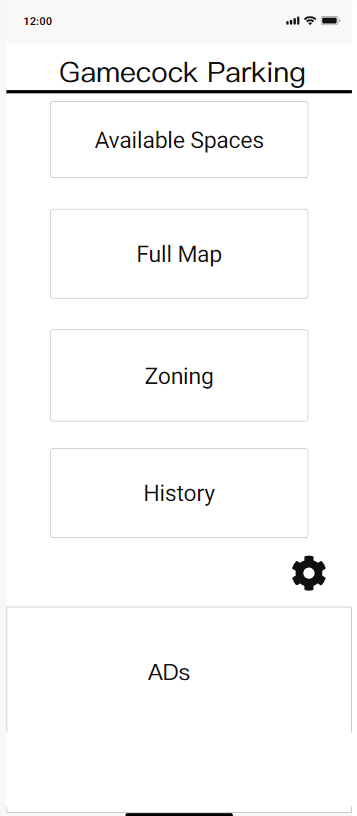 12:00
Gamecock Parking
Available Spaces
Full Map
Zoning
History
ADs